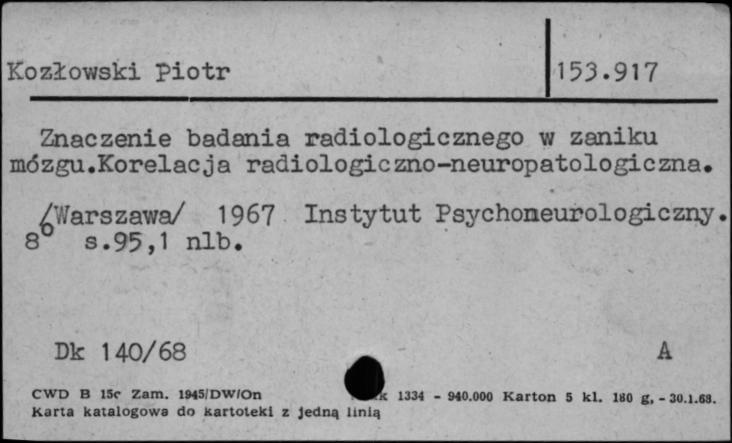 Kozłowski Piotr 153.917
Znaczenie badania radiologicznego w zaniku
mózgu.Korelacja radiologiczno-neuropatologiczna.
/Warszawa/ 1967 Instytut Psychoneurologiczny.
8° s.95,1 nlb.
Dk 140/68 A
CWD B 15c Zam. 1945/DW/On 1334 - 940.000 Karton 5 kl. 180 g, - 30.1.68.
Karta katalogowa do kartoteki z jedną linią